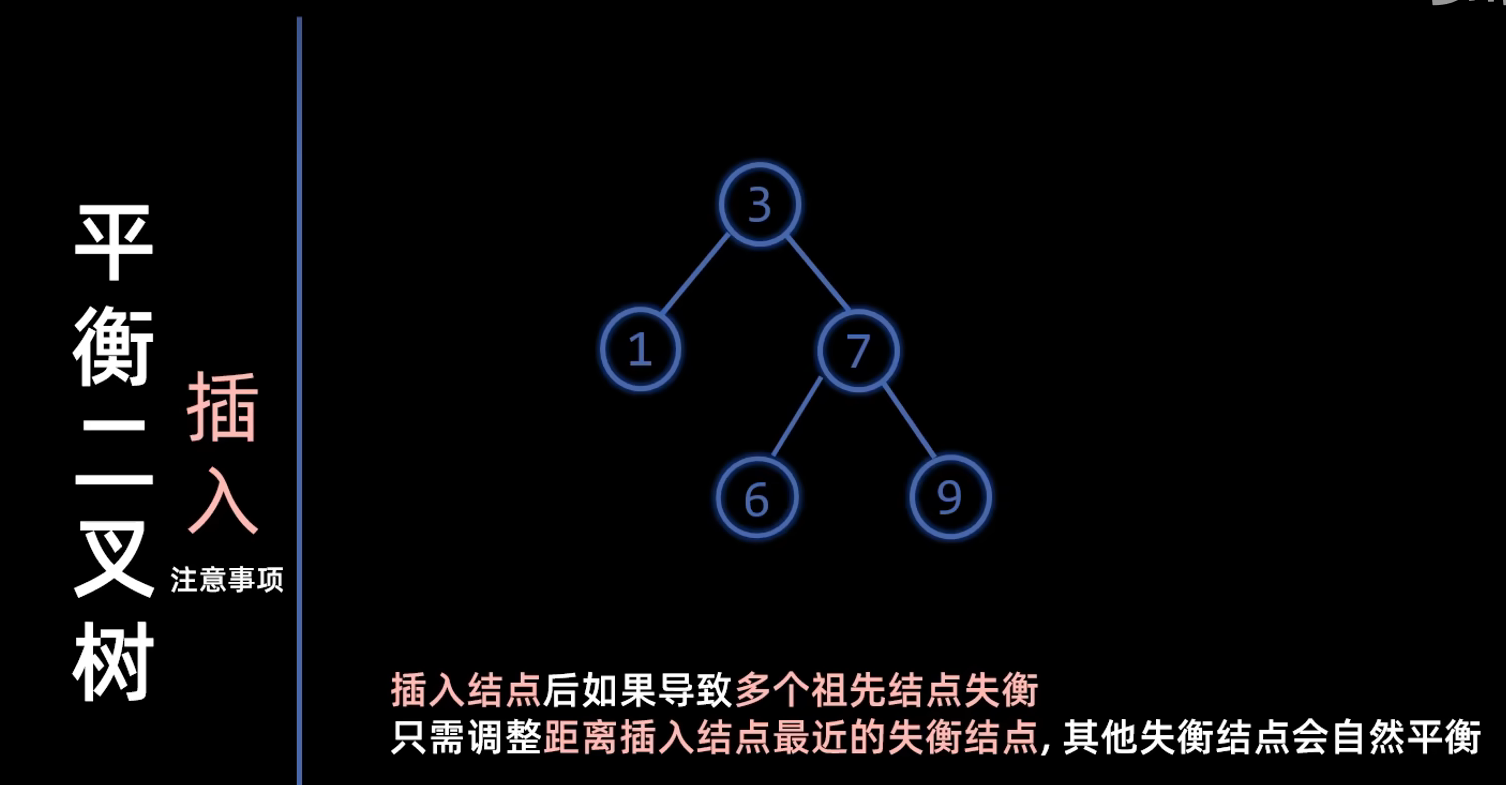 平衡二叉树
插入
注意事项
3
1
7
6
9
插入结点后如果导致多个祖先结点失衡
只需调整距离插入结点最近的失衡结点, 其他失衡结点会自然平衡